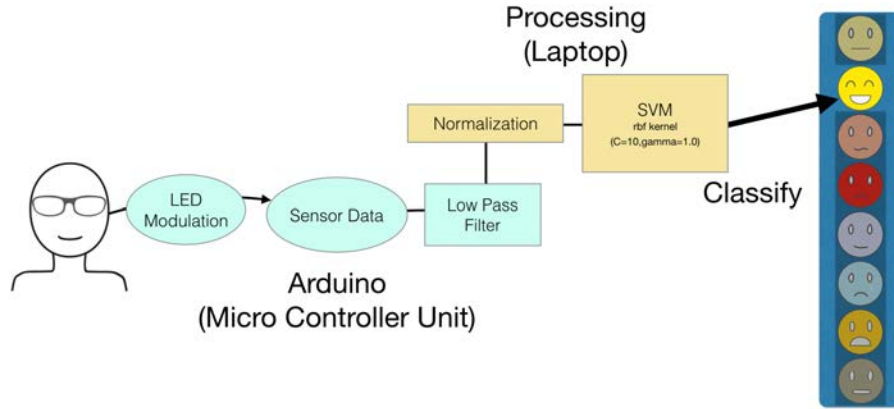 Processing
(Laptop)
Normalization
SVM
rbf kernel
(C=10,gamma=1.0)
Classify
LED
Modulation
Sensor Data
Low Pass
Filter
Arduino
(Micro Controller Unit)